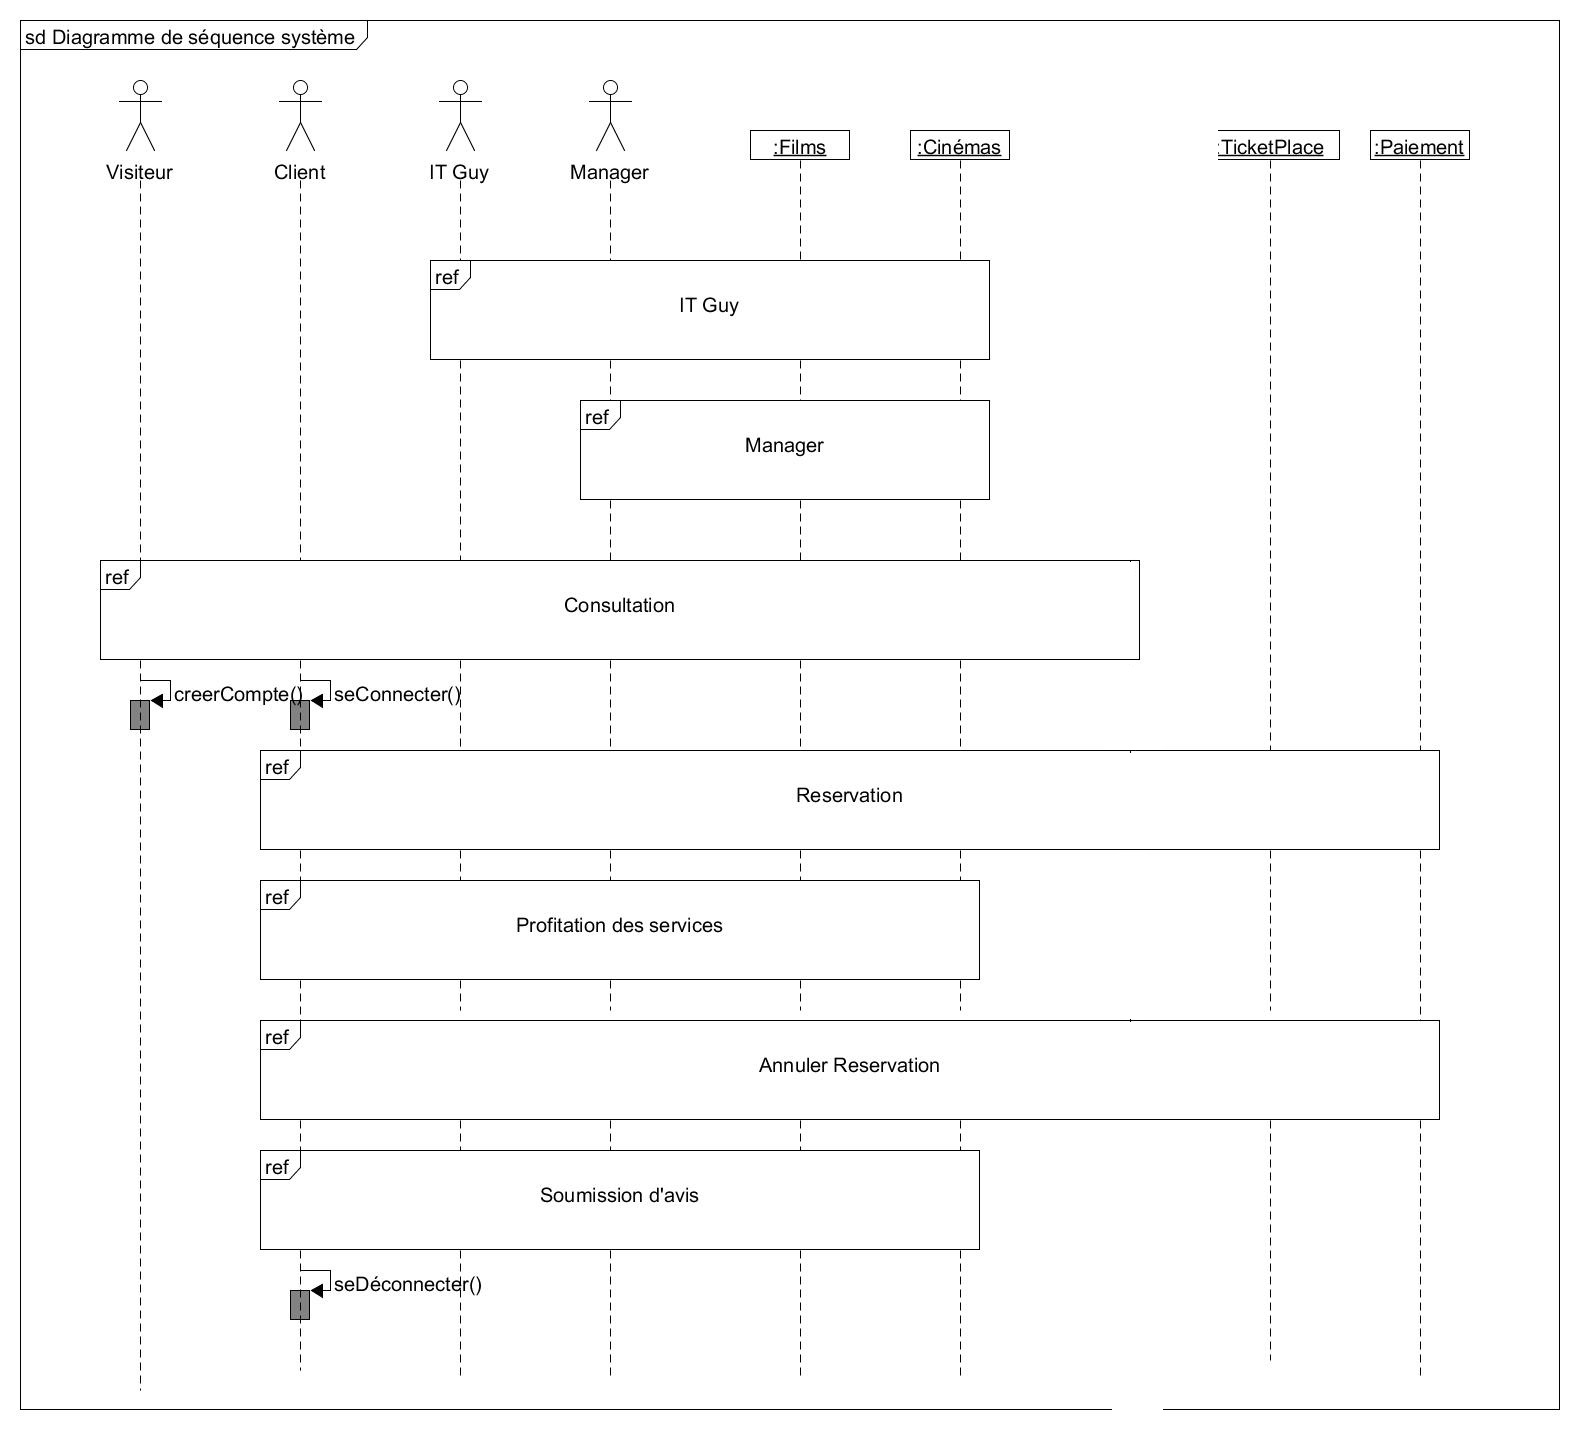 sd Diagramme de séquence système
Visiteur
Client
IT Guy
Manager
:Films
:Cinémas
:TicketPlace
:Paiement
ref
IT Guy
ref
Manager
ref
Consultation
creerCompte()
seConnecter()
ref
Reservation
ref
Profitation des services
ref
Annuler Reservation
ref
Soumission d'avis
seDéconnecter()